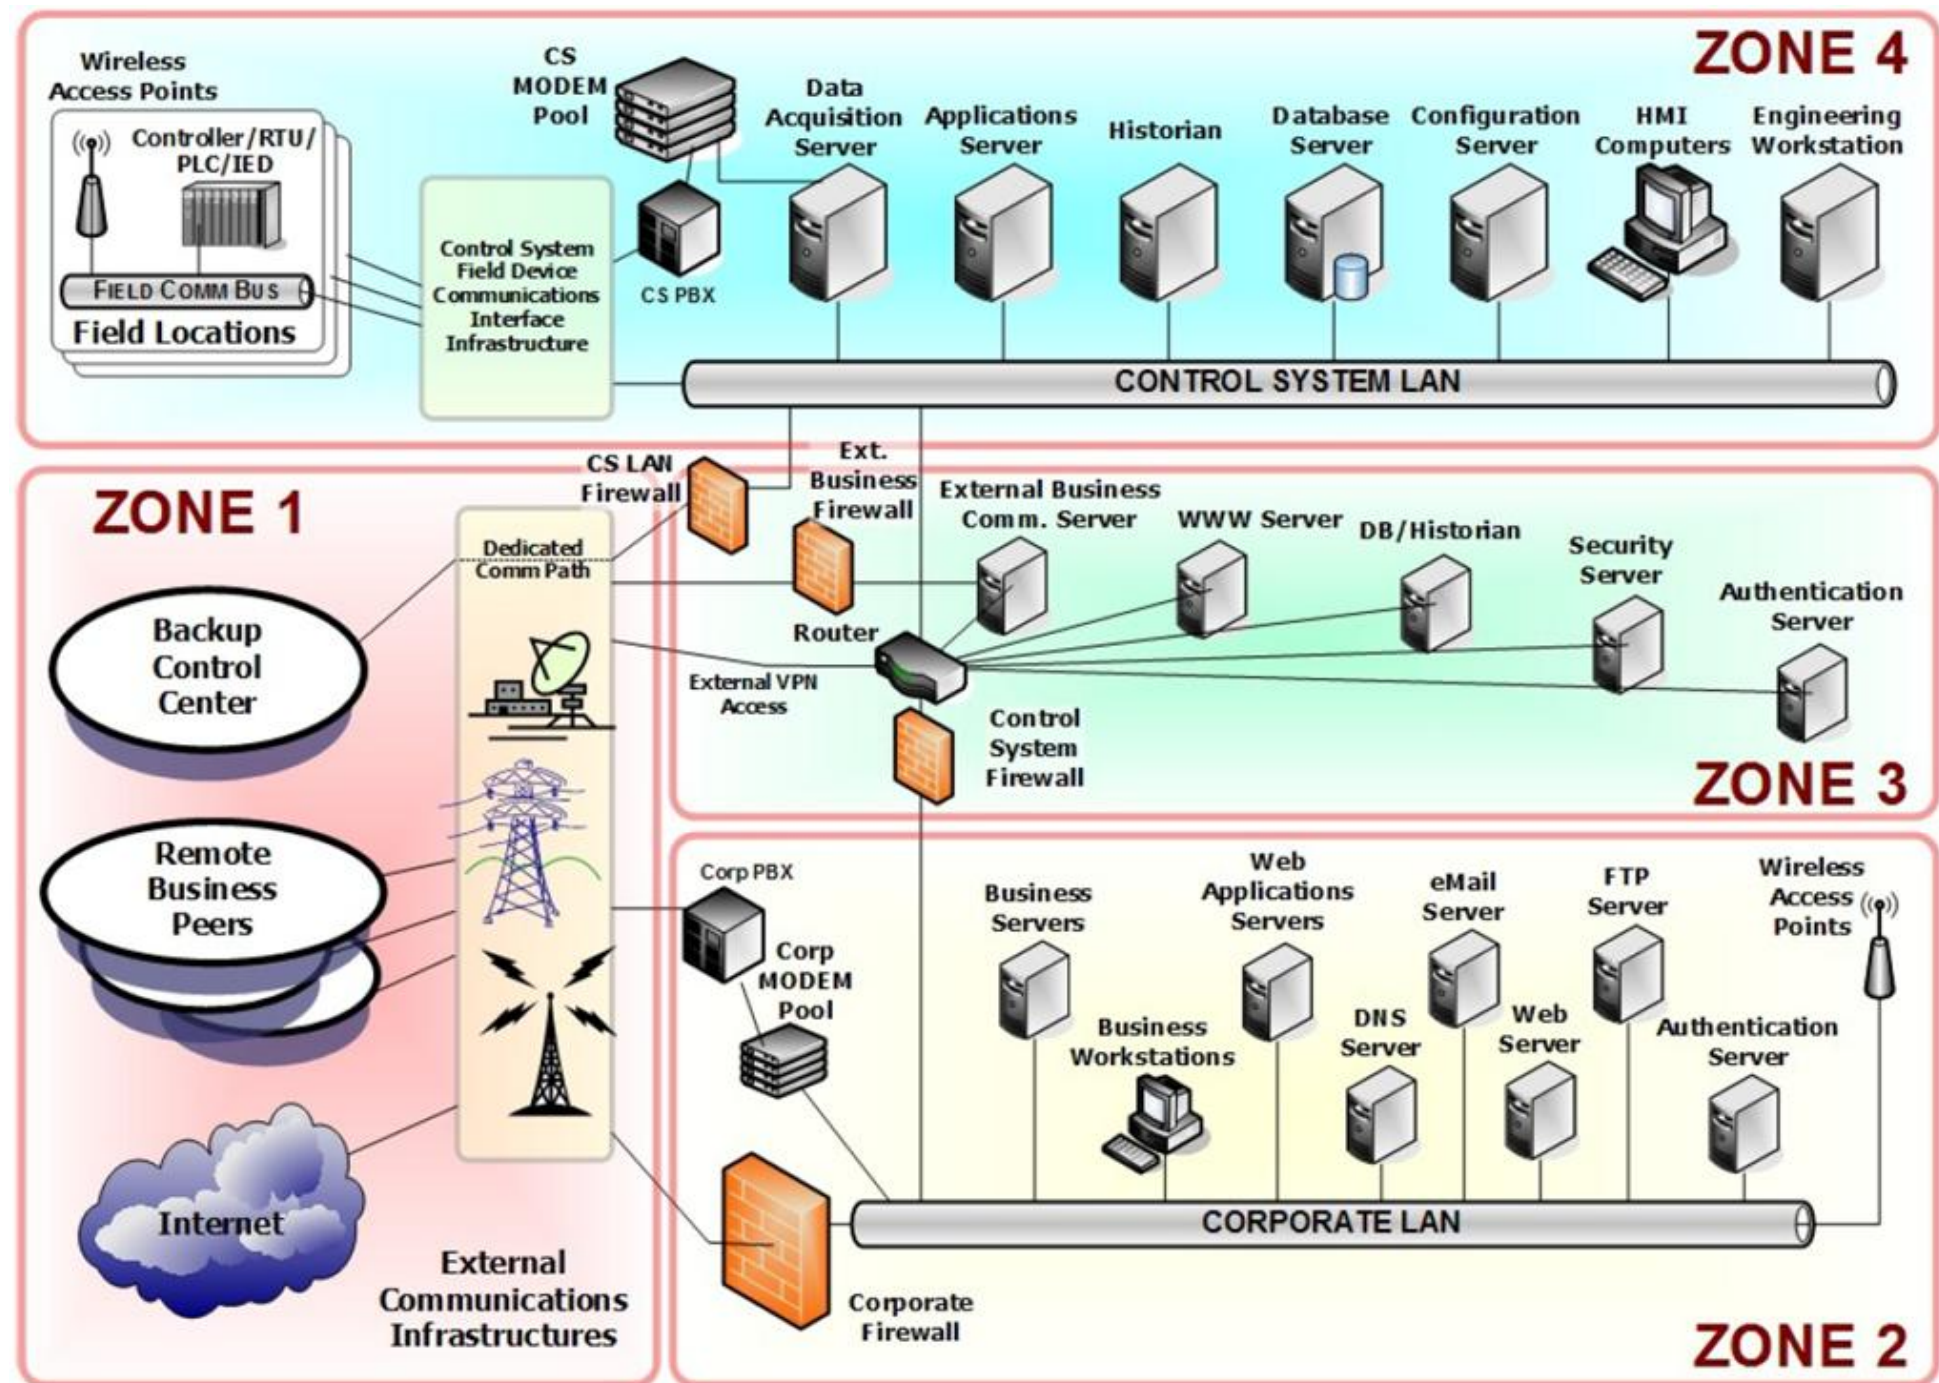 ZONE 4
Wireless
Access Points
Controller/RTU/
PLC/IED
FIELD COMM BUS
Field Locations
Control System
Field Device
Communications
Interface
Infrastructure
CS
MODEM
Pool
CS PBX
Data
Acquisition
Server
Applications
Server
Historian
Database
Server
Configuration
Server
HMI
Computers
Engineering
Workstation
CONTROL SYSTEM LAN
ZONE 1
CS LAN
Firewall
Dedicated
Comm Path
Backup
Control
Center
Remote
Business
Peers
Internet
External
Communications
Infrastructures
Ext.
Business
Firewall
External Business
Comm. Server
WWW Server
DB/Historian
Security
Server
Authentication
Server
Router
External VPN
Access
Control
System
Firewall
ZONE 3
Corp PBX
Corp
MODEM
Pool
Business
Servers
Business
Workstations
Web
Applications
Servers
DNS
Server
eMail
Server
Web
Server
FTP
Server
Authentication
Server
Wireless
Access
Points
CORPORATE LAN
Corporate
Firewall
ZONE 2